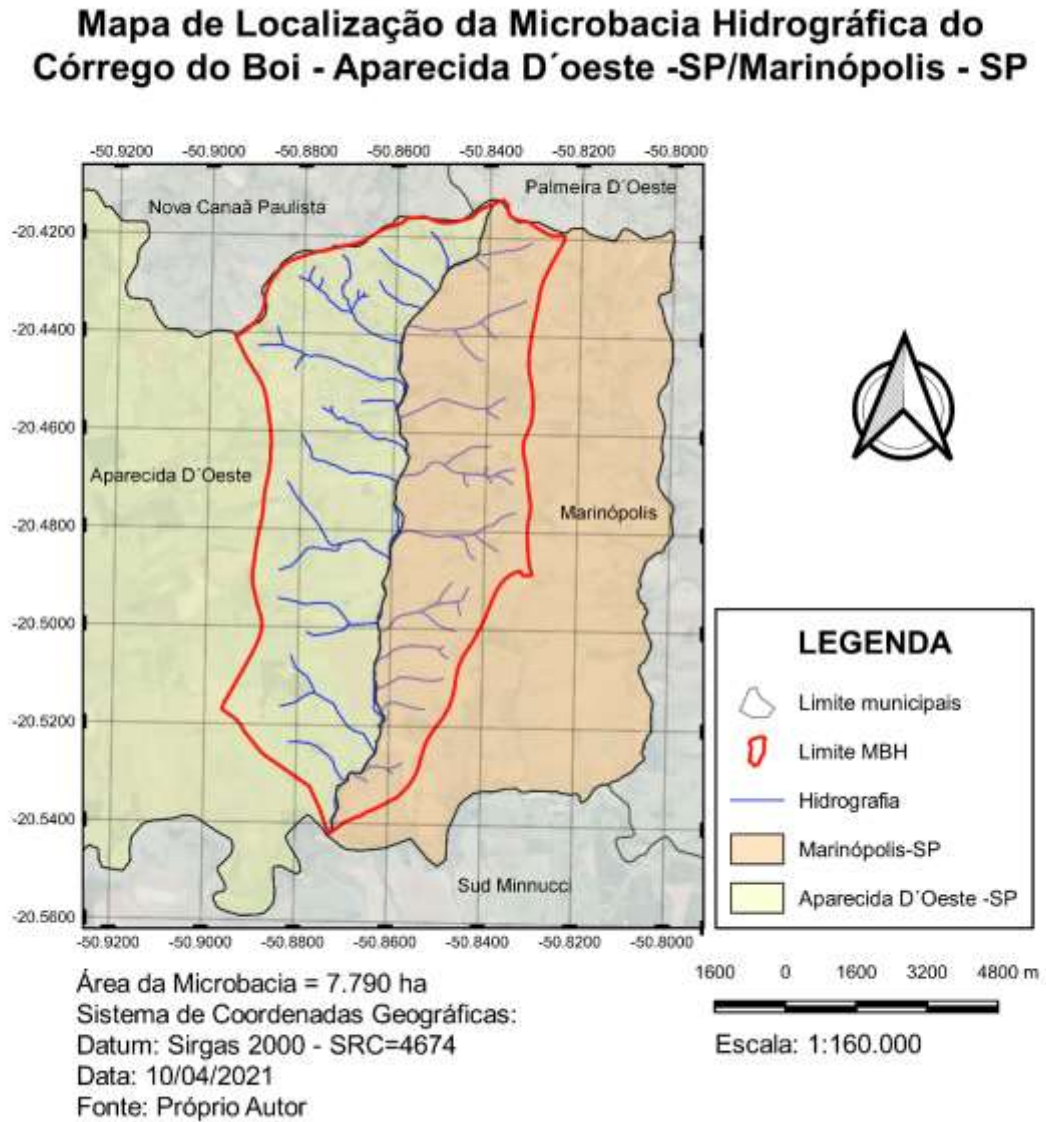 Mapa de Localização da Microbacia Hidrográfica do
Córrego do Boi - Aparecida D´oeste -SP/Marinópolis - SP
-50.9200 -50.9000 -50.8800 -50.8600 -50.8400 -50.8200 -50.8000
Palmeira D´Oeste
Nova Canaã Paulista
-20.4200
-20.4400
-20.4600
Aparecida D´Oeste
-20.4800
Marinópolis
-20.5000
-20.5200
-20.5400
Sud Minnucci
-20.5600
-50.9200 -50.9000 -50.8800 -50.8600 -50.8400 -50.8200 -50.8000
LEGENDA
Limite municipais
Limite MBH
Hidrografia
Marinópolis-SP
Aparecida D´Oeste -SP
1600 0 1600 3200 4800 m
Escala: 1:160.000
Área da Microbacia = 7.790 ha
Sistema de Coordenadas Geográficas:
Datum: Sirgas 2000 - SRC=4674
Data: 10/04/2021
Fonte: Próprio Autor